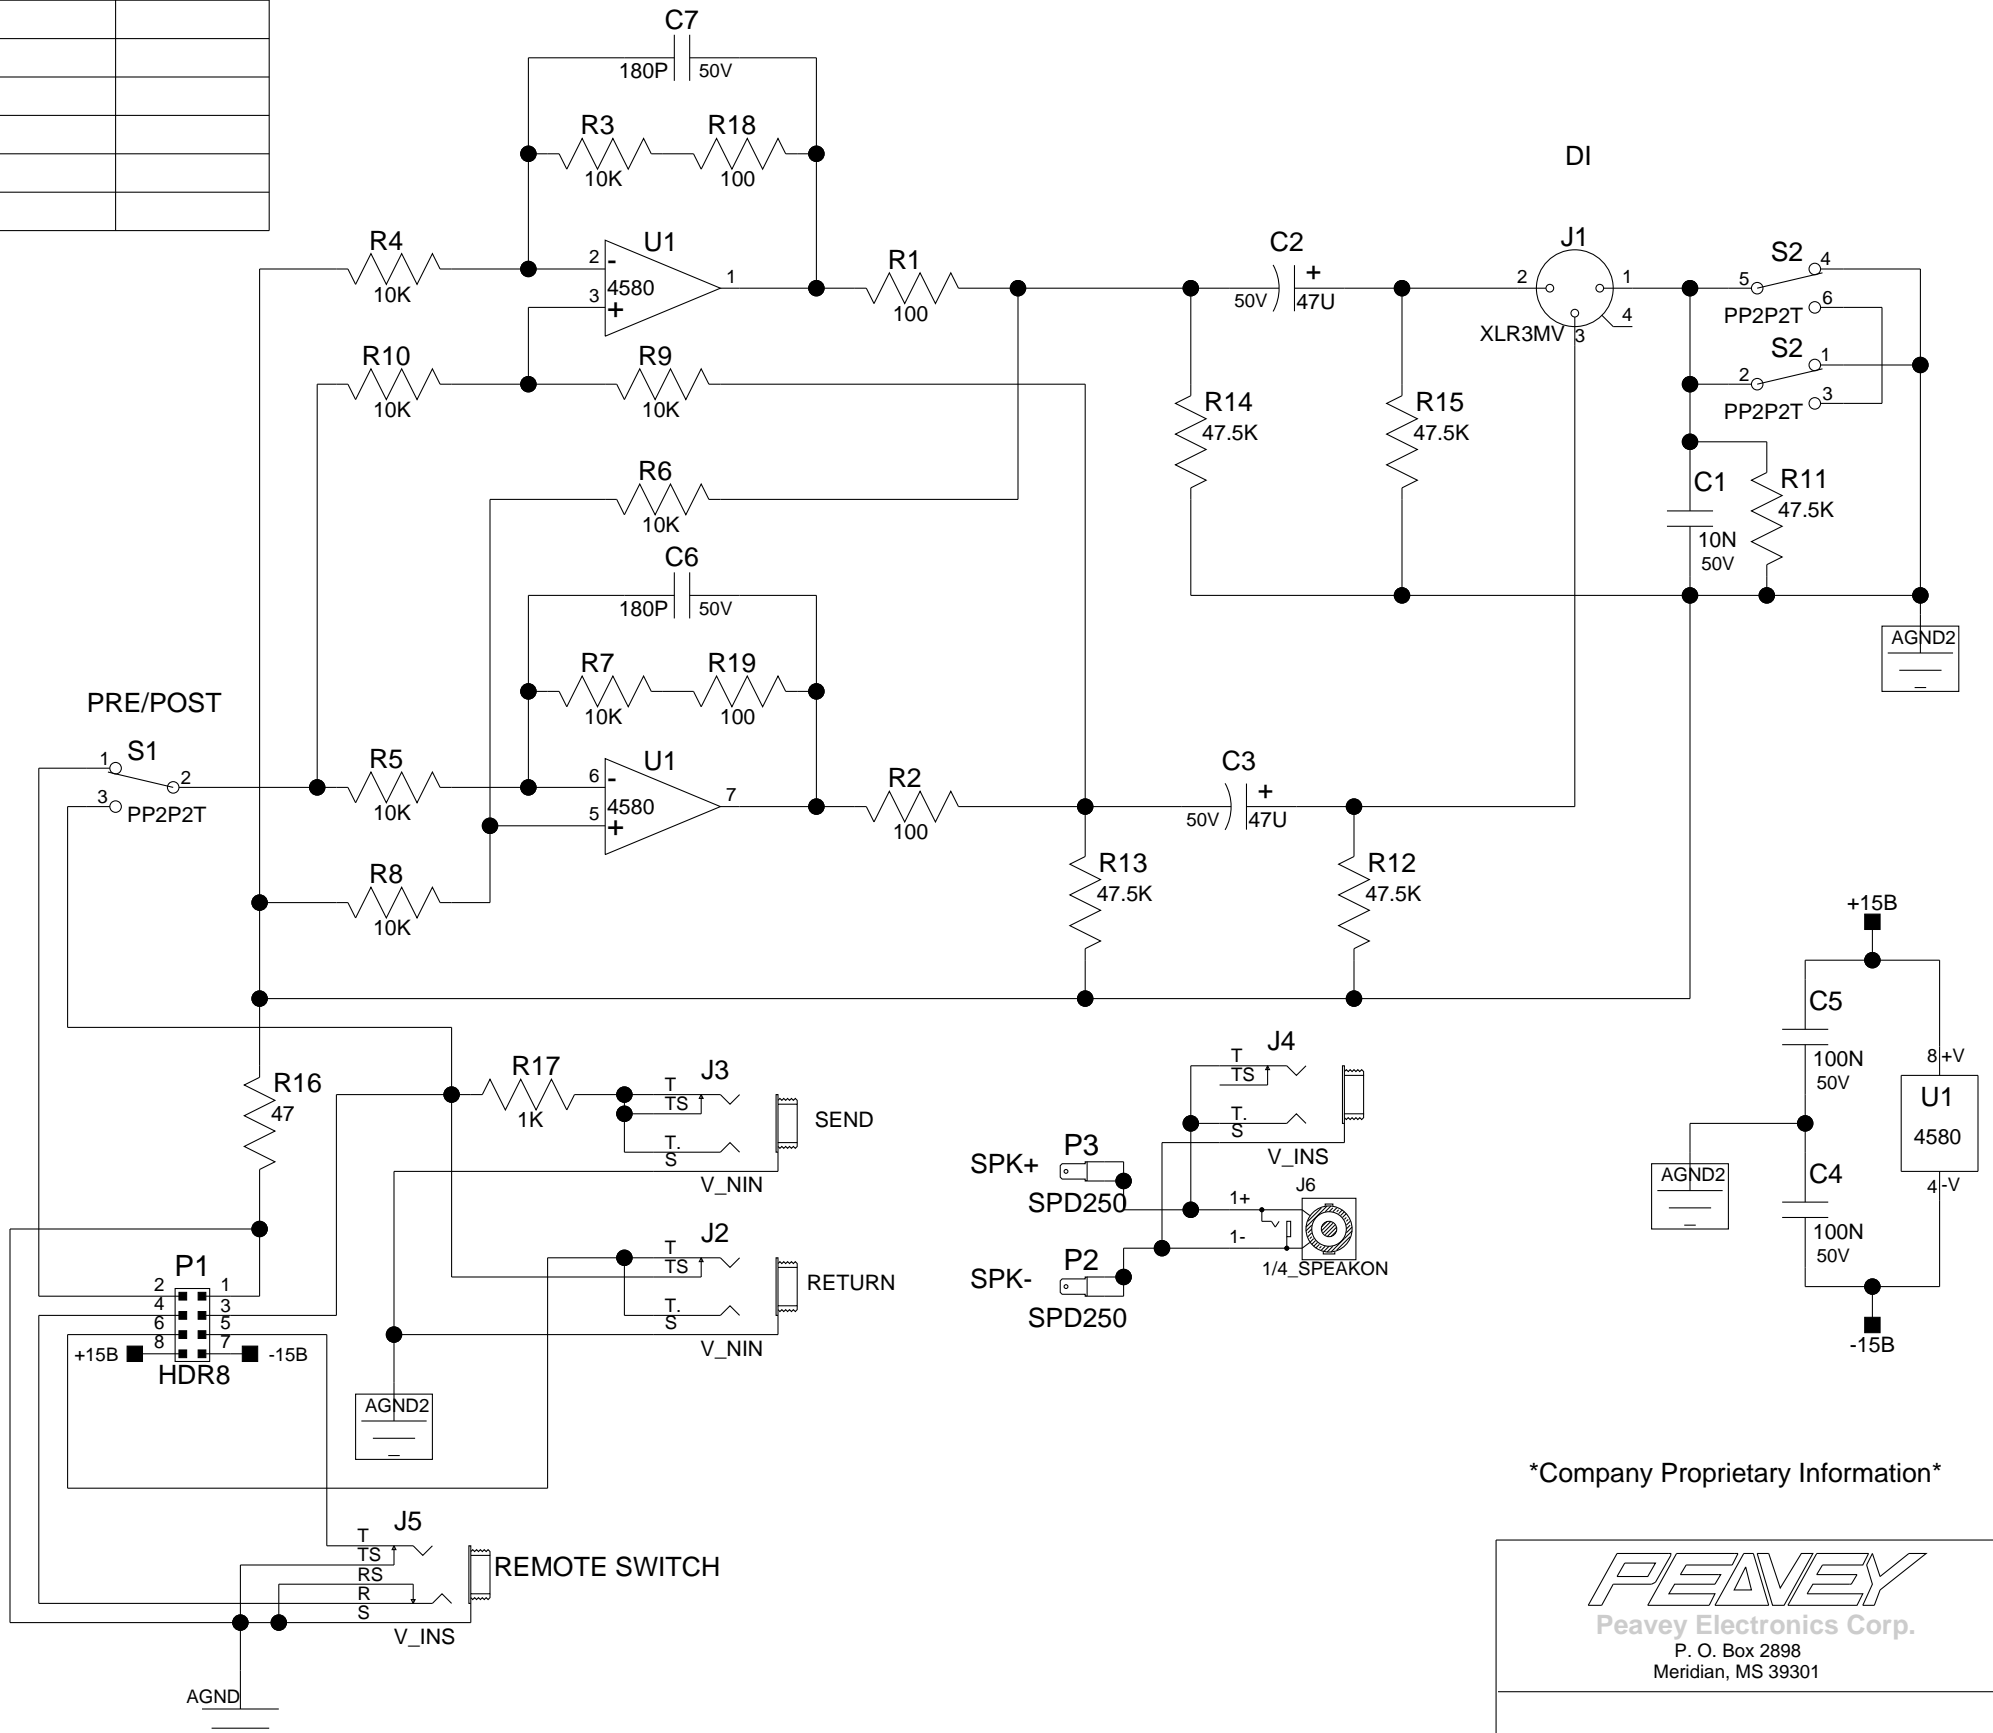 C7
180P 50V
R3 R18
10K 100
DI
R4
10K
U1
2 -
4580
3 +
1
R1
100
C2
50V + 47U
J1
2 1
XLR3MV 3 4
S2
5 4
6
PP2P2T
S2
2 1
3
PP2P2T
R10
10K
R9
10K
R14
47.5K
R15
47.5K
R6
10K
C1
10N
50V
R11
47.5K
C6
180P 50V
R7 R19
10K 100
AGND2
PRE/POST
S1
1 2
3
PP2P2T
R5
10K
U1
6 -
4580
5 +
7
R2
100
C3
50V + 47U
R8
10K
R13
47.5K
R12
47.5K
+15B
C5
100N
50V
8 +V
U1
4580
4 -V
AGND2
C4
100N
50V
-15B
R16
47
R17
1K
J3
T
TS
T.
S
SEND
V_NIN
J4
T
TS
T.
S
V_INS
P3
SPK+
SPD250
J6
1+
1-
1/4_SPEAKON
P2
SPK-
SPD250
J2
T
TS
T.
S
RETURN
V_NIN
P1
2 1
4 3
6 5
8 7
+15B -15B
HDR8
AGND2
J5
T
TS
RS
R
S
REMOTE SWITCH
V_INS
AGND
*Company Proprietary Information*
PEAVEY
Peavey Electronics Corp.
P. O. Box 2898
Meridian, MS 39301